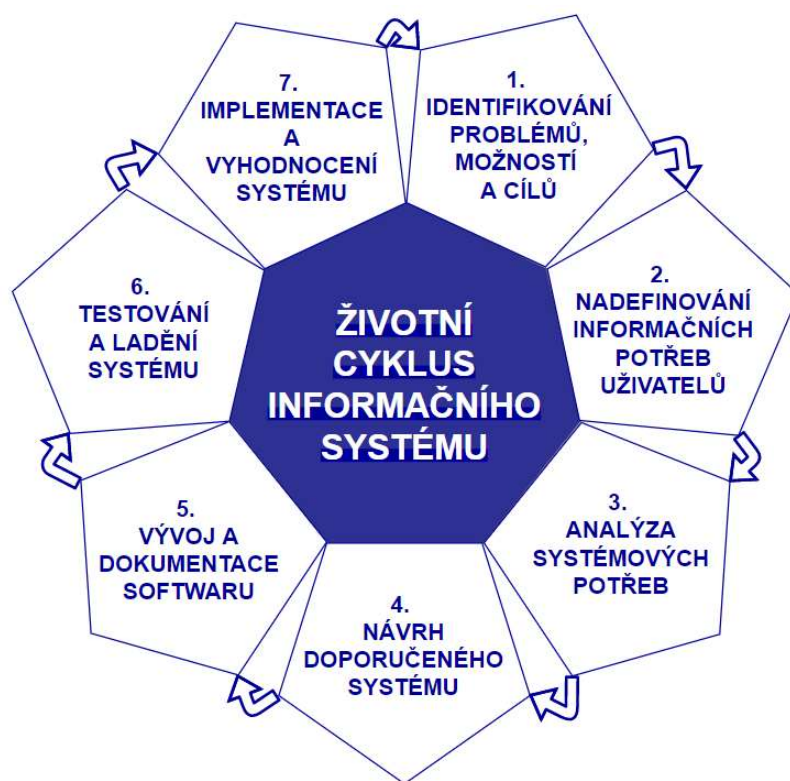 ŽIVOTNÍ
CYKLUS
INFORMAČNÍHO
SYSTÉMU
1.
IDENTIFIKOVÁNÍ
PROBLÉMŮ,
MOŽNOSTÍ
A CÍLŮ
2.
NADEFINOVÁNÍ
INFORMAČNÍCH
POTŘEB
UŽIVATELŮ
3.
ANALÝZA
SYSTÉMOVÝCH
POTŘEB
4.
NÁVRH
DOPORUČENÉHO
SYSTÉMU
5.
VÝVOJ A
DOKUMENTACE
SOFTWARU
6.
TESTOVÁNÍ
A LADĚNÍ
SYSTÉMU
7.
IMPLEMENTACE
A
VYHODNOCENÍ
SYSTÉMU